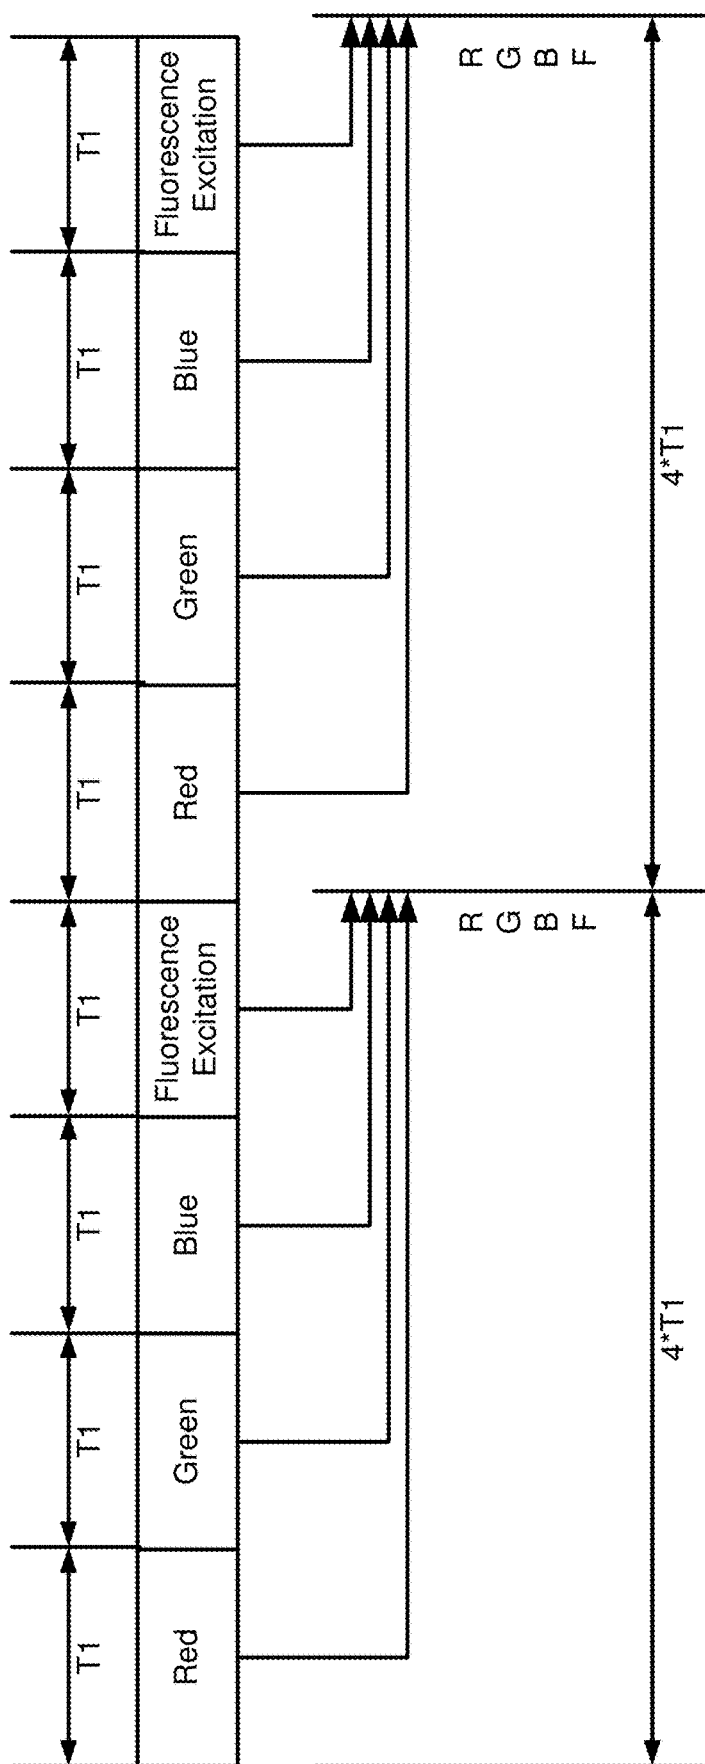 T1 T1 T1 T1 T1 T1 T1 T1
Red Green Blue Fluorescence Excitation Red Green Blue Fluorescence Excitation
R R
G G
B B
F F
4*T1 4*T1